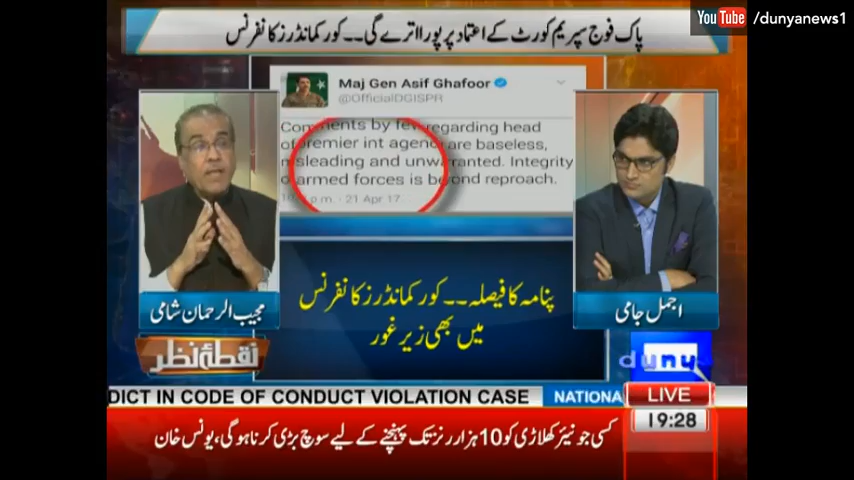 YouTube /dunyanews1
پاک فوج سپریم کورٹ کے اعتماد پر پورا اترے گی۔۔کور کمانڈرز کانفرنس
Maj Gen Asif Ghafoor
@OfficialDGISPR
Comments by few regarding head
of premier int agency are baseless,
misleading and unwarranted. Integrity
of armed forces is beyond reproach.
p.m. · 21 Apr 17
پنامہ کا فیصلہ۔۔کور کمانڈرز کانفرنس
میں بھی زیر غور
مجیب الرحمان شامی
اجمل جامی
نقطۂ نظر
duny
DICT IN CODE OF CONDUCT VIOLATION CASE
NATIONA
LIVE
19:28
کسی جونیئر کھلاڑی کو 10 ہزار رنز تک پہنچنے کے لیے سوچ بڑی کرنا ہوگی، یونس خان